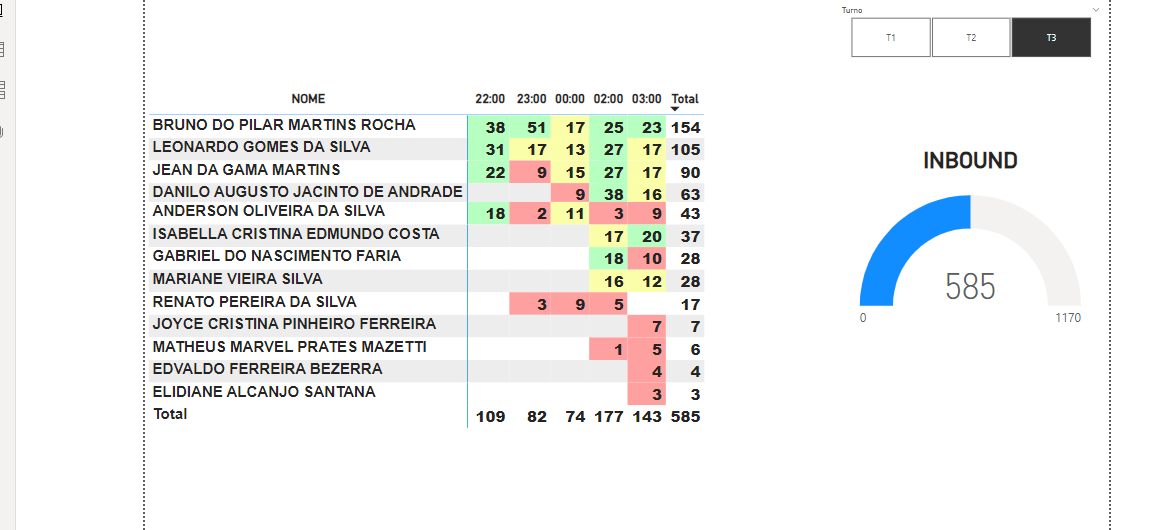 Turno
T1 T2 T3
NOME 22:00 23:00 00:00 02:00 03:00 Total
BRUNO DO PILAR MARTINS ROCHA 38 51 17 25 23 154
LEONARDO GOMES DA SILVA 31 17 13 27 17 105
JEAN DA GAMA MARTINS 22 9 15 27 17 90
DANILO AUGUSTO JACINTO DE ANDRADE 9 38 16 63
ANDERSON OLIVEIRA DA SILVA 18 2 11 3 9 43
ISABELLA CRISTINA EDMUNDO COSTA 17 20 37
GABRIEL DO NASCIMENTO FARIA 18 10 28
MARIANE VIEIRA SILVA 16 12 28
RENATO PEREIRA DA SILVA 3 9 5 17
JOYCE CRISTINA PINHEIRO FERREIRA 7 7
MATHEUS MARVEL PRATES MAZETTI 1 5 6
EDVALDO FERREIRA BEZERRA 4 4
ELIDIANE ALCANJO SANTANA 3 3
Total 109 82 74 177 143 585
INBOUND
585
0 1170